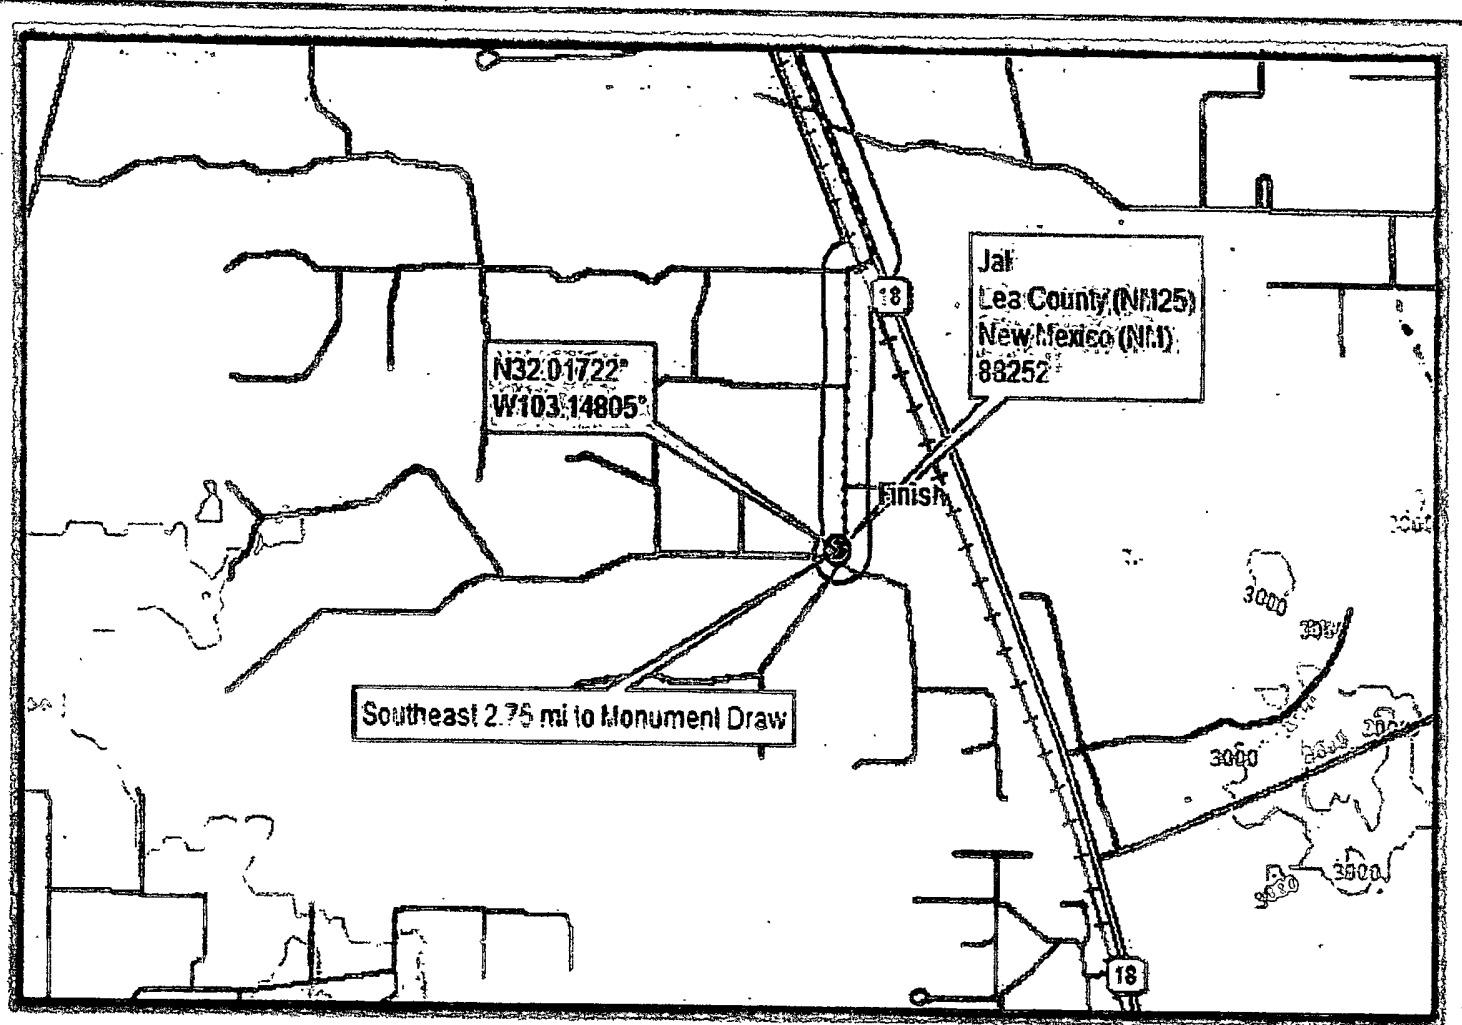 18
Jal
Lea County (NM25)
New Mexico (NM)
88252
N32.01722°
W103.14805°
Finish
3000
Southeast 2.75 mi to Monument Draw
3000
3000
18